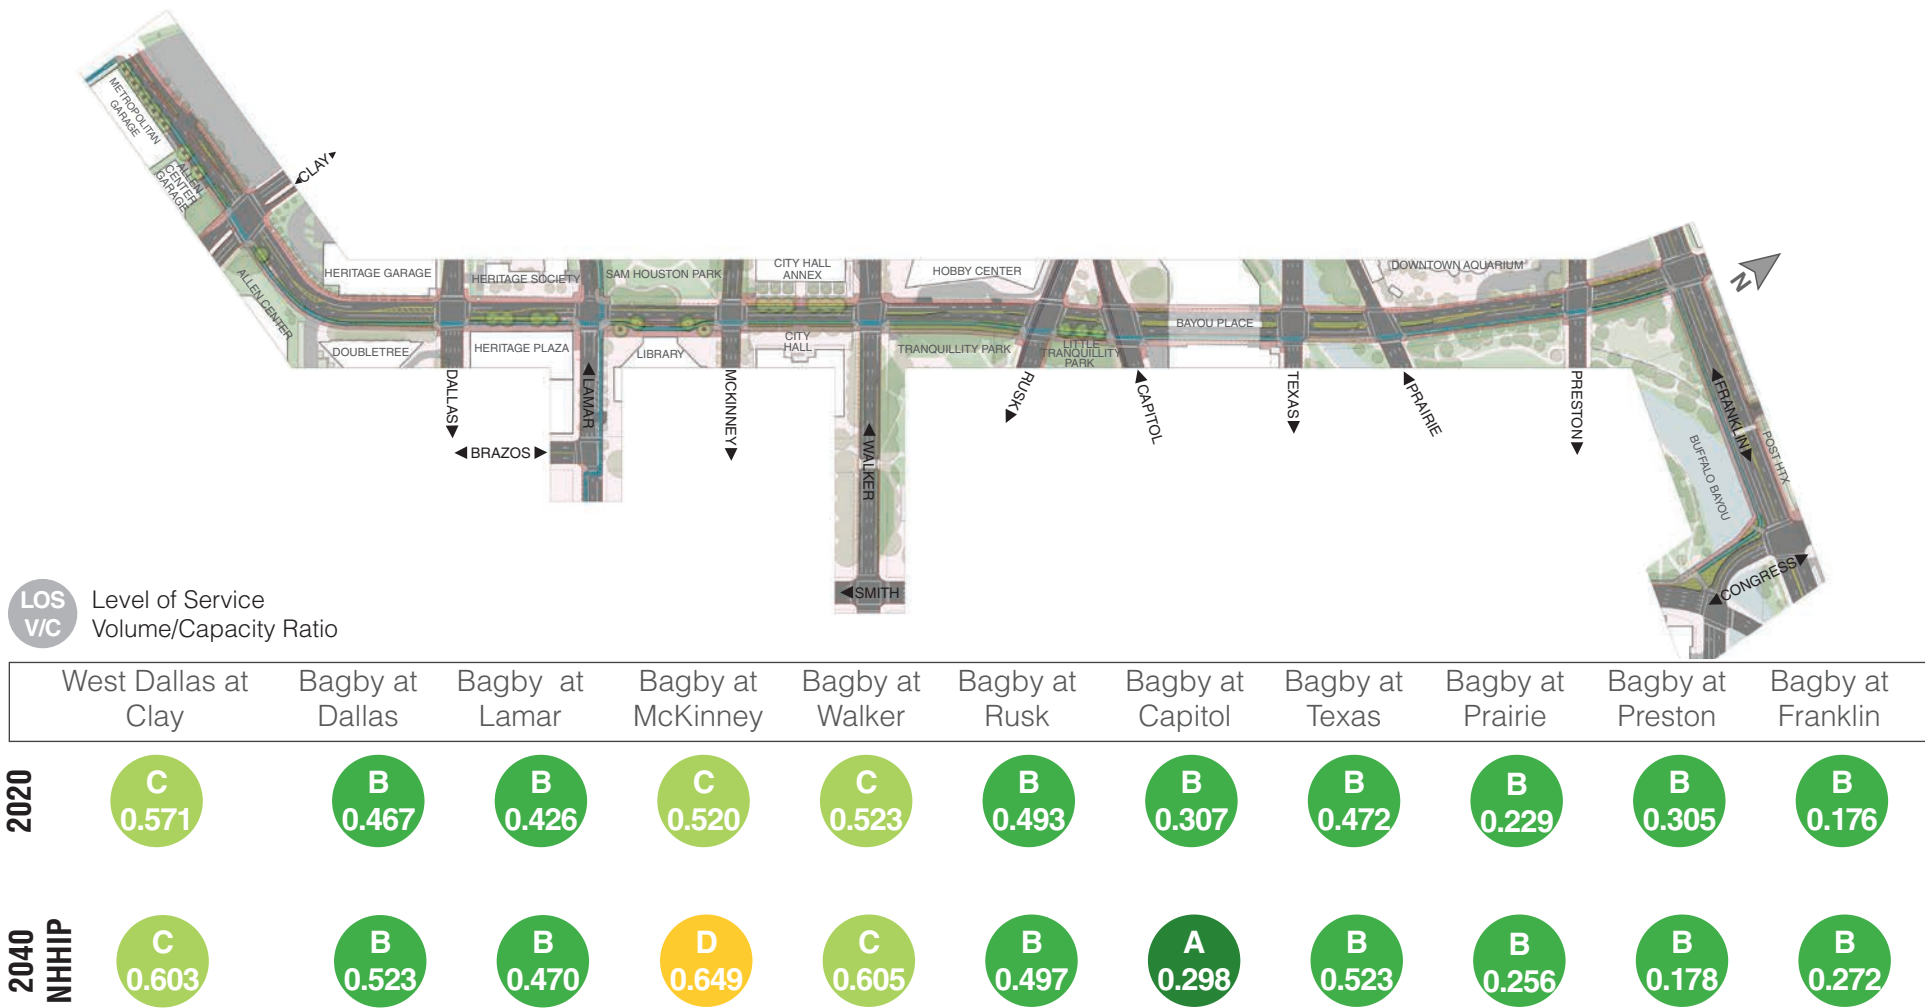 METROPOLITAN
GARAGE
ALLEN
CENTER
GARAGE
CLAY
ALLEN CENTER
HERITAGE GARAGE
DOUBLETREE
DALLAS
BRAZOS
HERITAGE SOCIETY
HERITAGE PLAZA
LAMAR
SAM HOUSTON PARK
LIBRARY
MCKINNEY
CITY HALL
ANNEX
CITY
HALL
WALKER
SMITH
HOBBY CENTER
TRANQUILLITY PARK
RUSK
LITTLE
TRANQUILLITY
PARK
CAPITOL
BAYOU PLACE
TEXAS
DOWNTOWN AQUARIUM
PRAIRIE
PRESTON
FRANKLIN
POST HTX
BUFFALO BAYOU
CONGRESS
N
LOS
V/C
Level of Service
Volume/Capacity Ratio
West Dallas at
Clay
Bagby at
Dallas
Bagby at
Lamar
Bagby at
McKinney
Bagby at
Walker
Bagby at
Rusk
Bagby at
Capitol
Bagby at
Texas
Bagby at
Prairie
Bagby at
Preston
Bagby at
Franklin
2020
C
0.571
B
0.467
B
0.426
C
0.520
C
0.523
B
0.493
B
0.307
B
0.472
B
0.229
B
0.305
B
0.176
2040
NHHIP
C
0.603
B
0.523
B
0.470
D
0.649
C
0.605
B
0.497
A
0.298
B
0.523
B
0.256
B
0.178
B
0.272